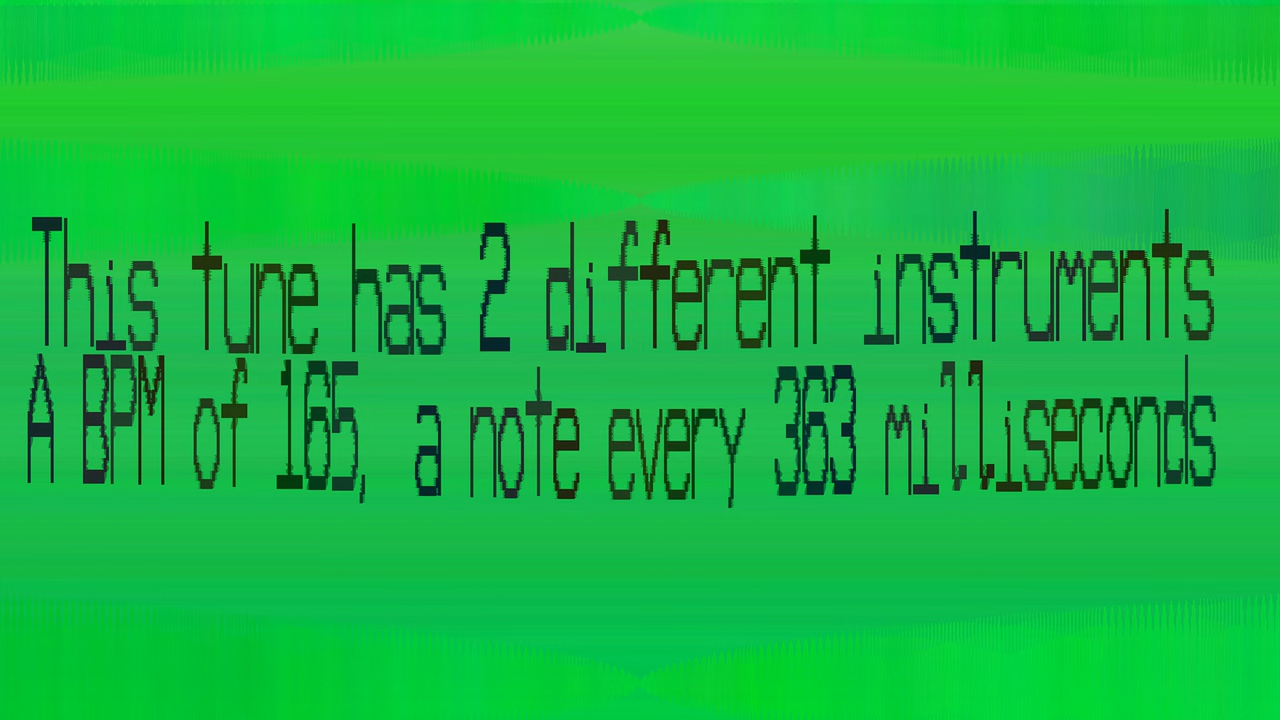 This tune has 2 different instruments
A BPM of 165, a note every 363 milliseconds